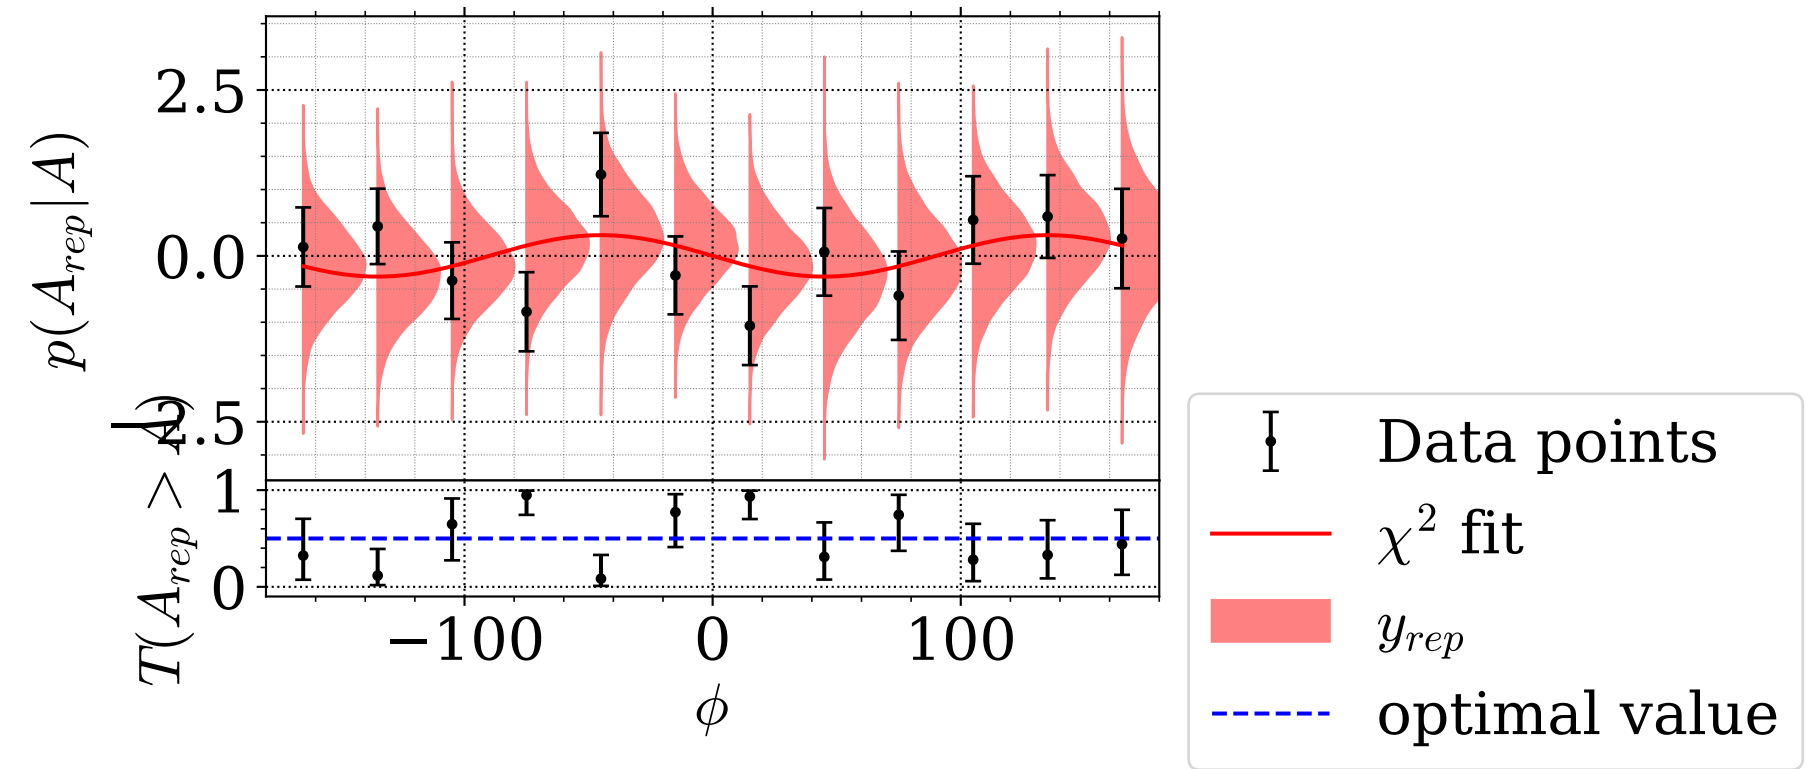 p(A_rep|A)
2.5
0.0
−2.5
T(A_rep > A)
1
0
−100 0 100
ϕ
Data points
χ² fit
y_rep
optimal value